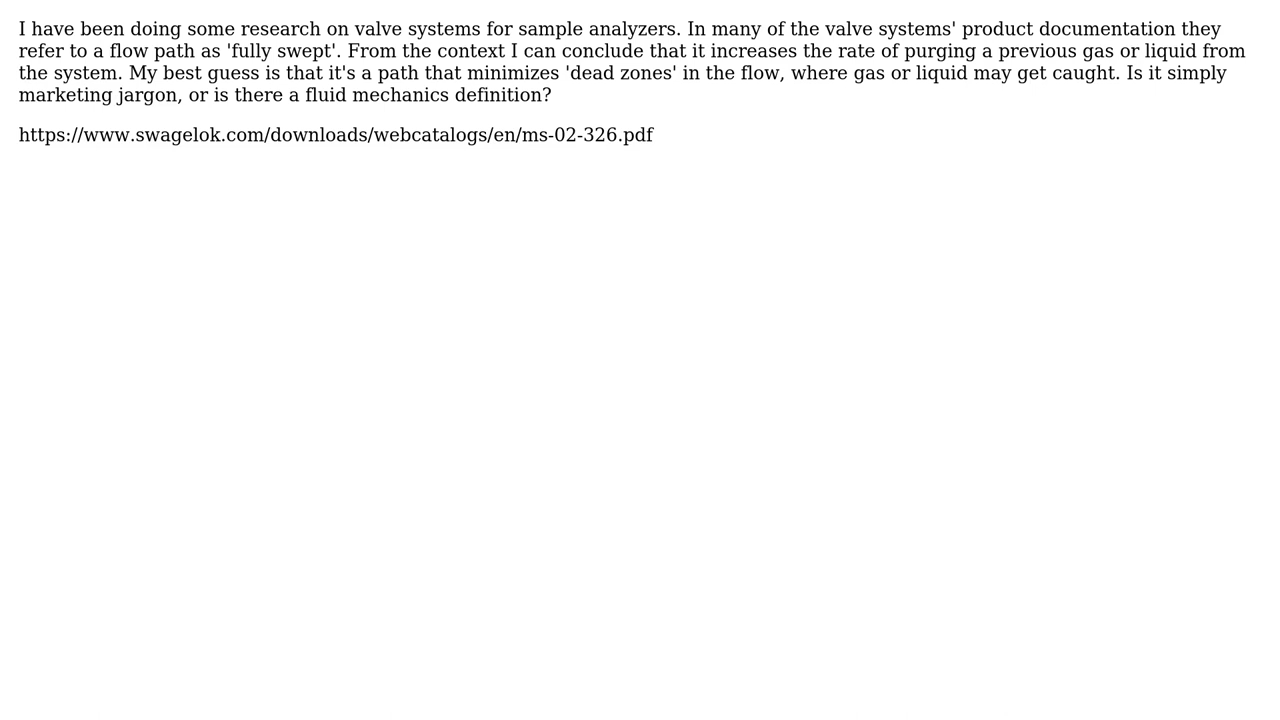 I have been doing some research on valve systems for sample analyzers. In many of the valve systems' product documentation they
refer to a flow path as 'fully swept'. From the context I can conclude that it increases the rate of purging a previous gas or liquid from
the system. My best guess is that it's a path that minimizes 'dead zones' in the flow, where gas or liquid may get caught. Is it simply
marketing jargon, or is there a fluid mechanics definition?
https://www.swagelok.com/downloads/webcatalogs/en/ms-02-326.pdf